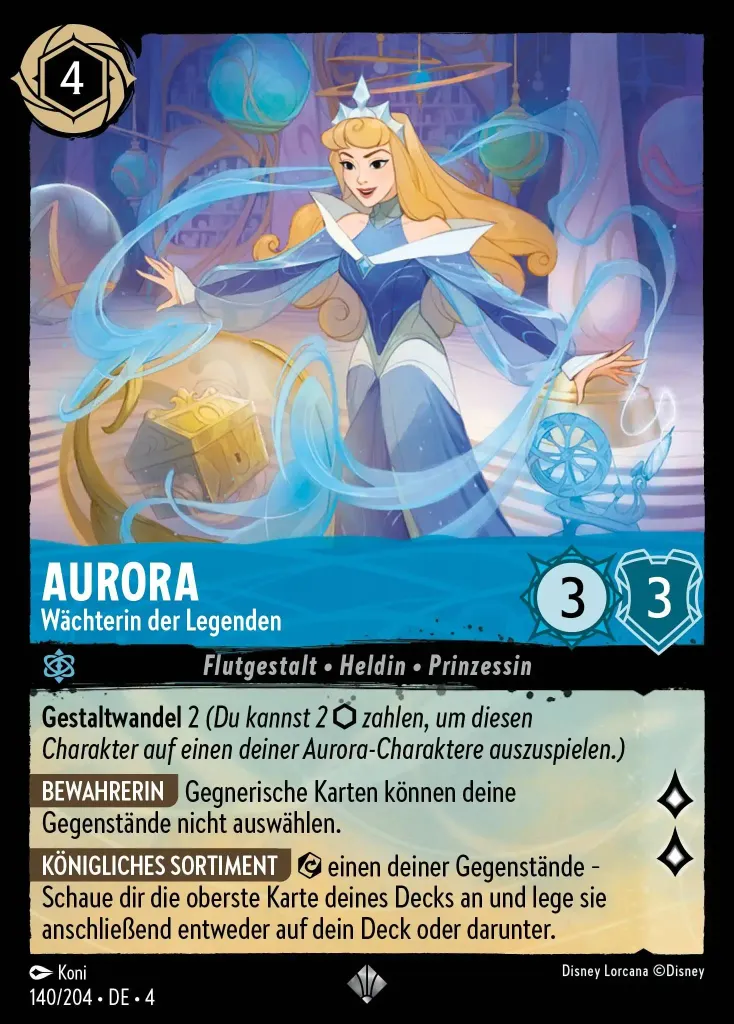 4
AURORA
Wächterin der Legenden
3
3
Flutgestalt • Heldin • Prinzessin
Gestaltwandel 2 (Du kannst 2 ⬡ zahlen, um diesen
Charakter auf einen deiner Aurora-Charaktere auszuspielen.)
BEWAHRERIN Gegnerische Karten können deine
Gegenstände nicht auswählen.
KÖNIGLICHES SORTIMENT einen deiner Gegenstände –
Schaue dir die oberste Karte deines Decks an und lege sie
anschließend entweder auf dein Deck oder darunter.
Koni
Disney Lorcana ©Disney
140/204 • DE • 4